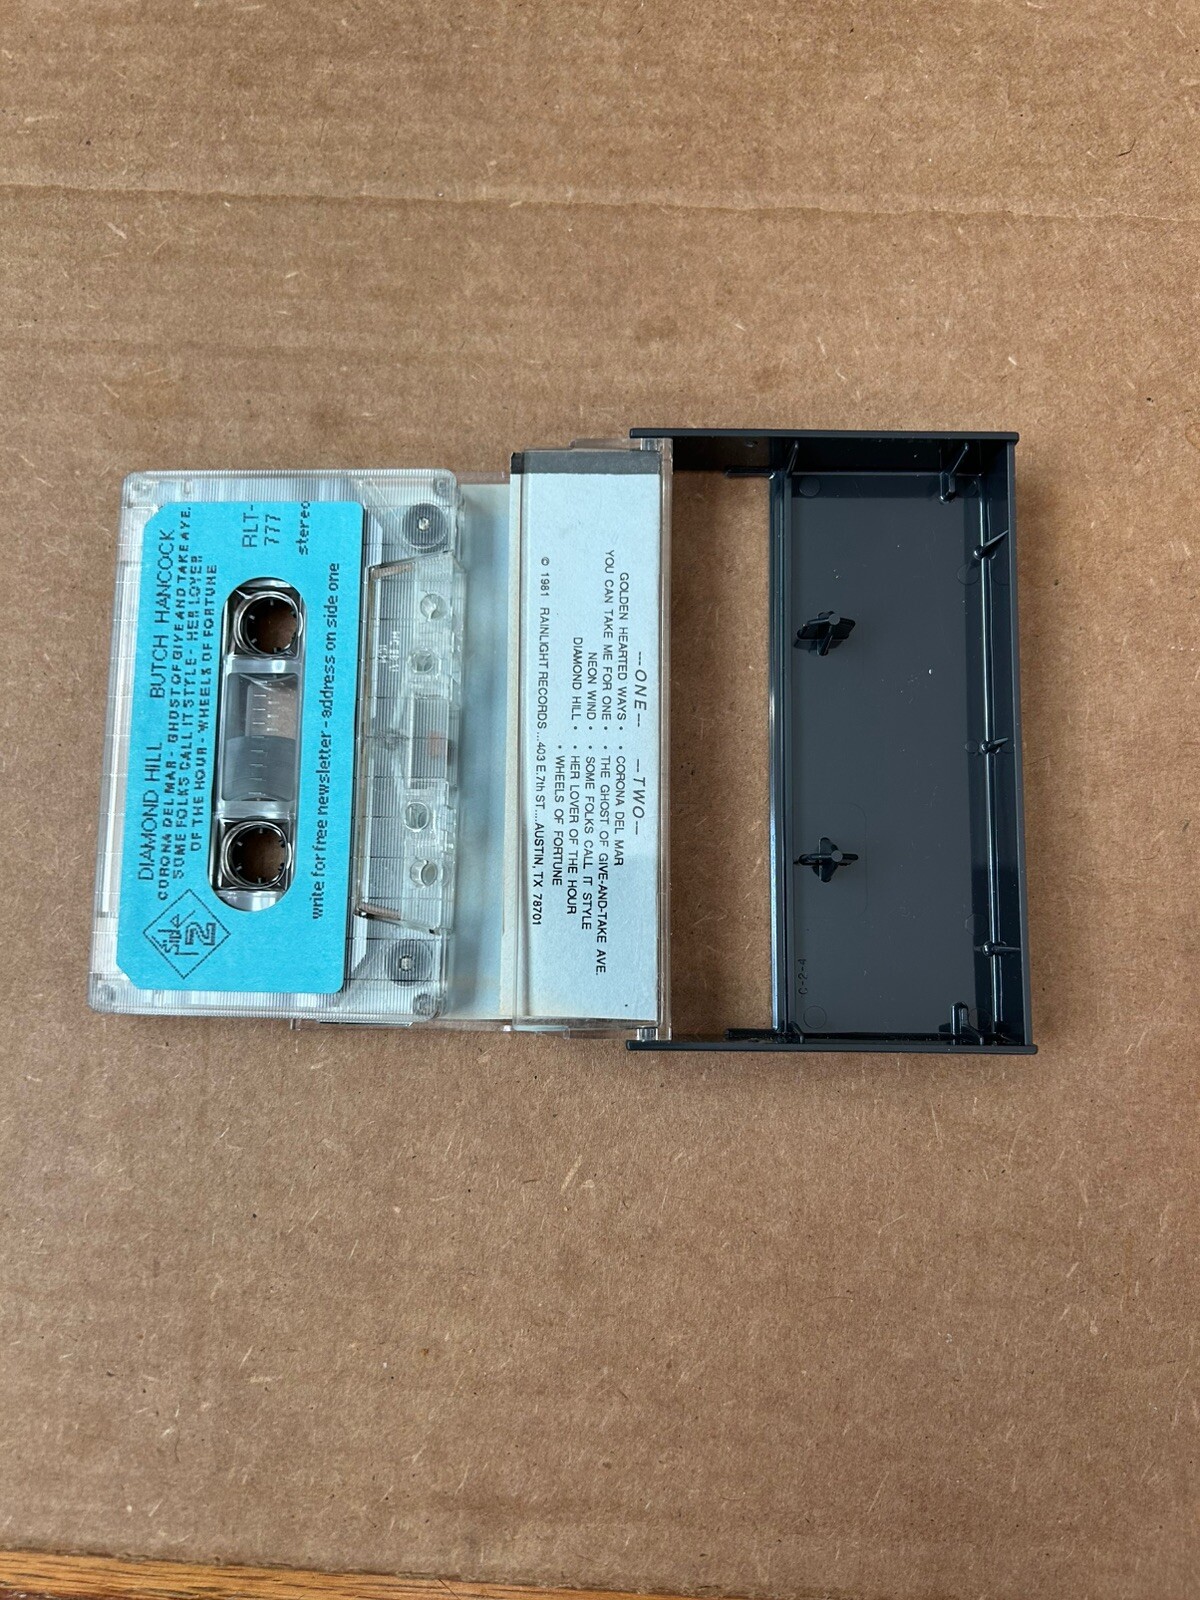 DIAMOND HILL BUTCH HANCOCK
CORONA DEL MAR - GHOST OF GIVE AND TAKE AVE.
SOME FOLKS CALL IT STYLE - HER LOVER
OF THE HOUR - WHEELS OF FORTUNE
side
2
RLT-
777
stereo
write for free newsletter - address on side one
—ONE— —TWO—
GOLDEN HEARTED WAYS • • CORONA DEL MAR
YOU CAN TAKE ME FOR ONE • • THE GHOST OF GIVE-AND-TAKE AVE.
NEON WIND • • SOME FOLKS CALL IT STYLE
DIAMOND HILL • • HER LOVER OF THE HOUR
• WHEELS OF FORTUNE
© 1981 RAINLIGHT RECORDS ... 403 E. 7th ST.... AUSTIN, TX 78701
C-2-4